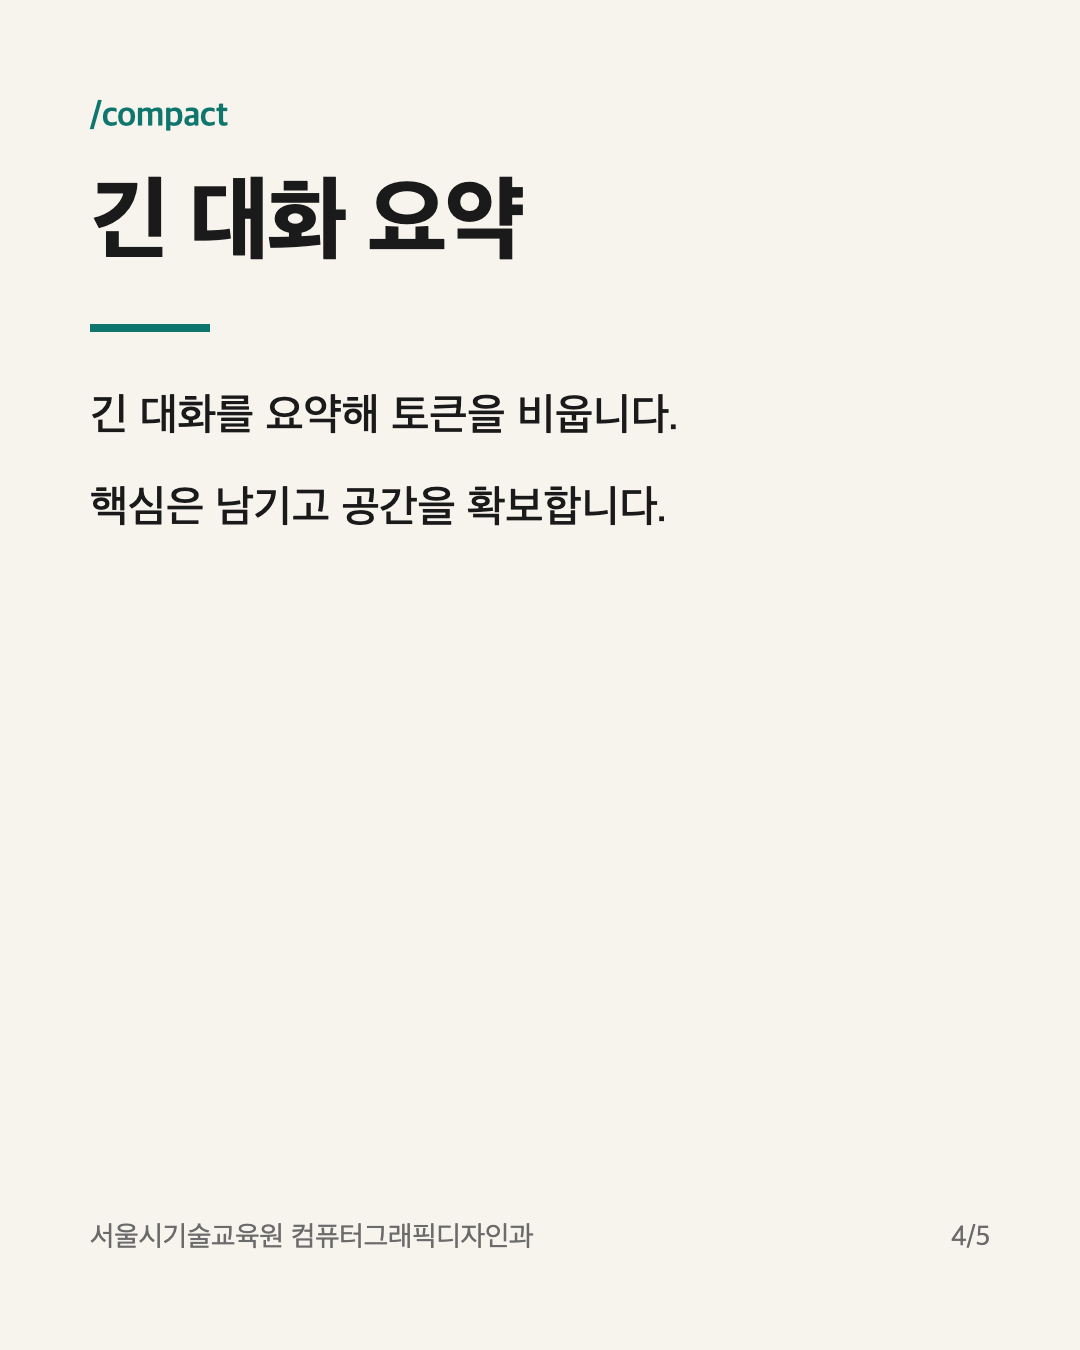 /compact
긴 대화 요약
긴 대화를 요약해 토큰을 비웁니다.
핵심은 남기고 공간을 확보합니다.
서울시기술교육원 컴퓨터그래픽디자인과
4/5